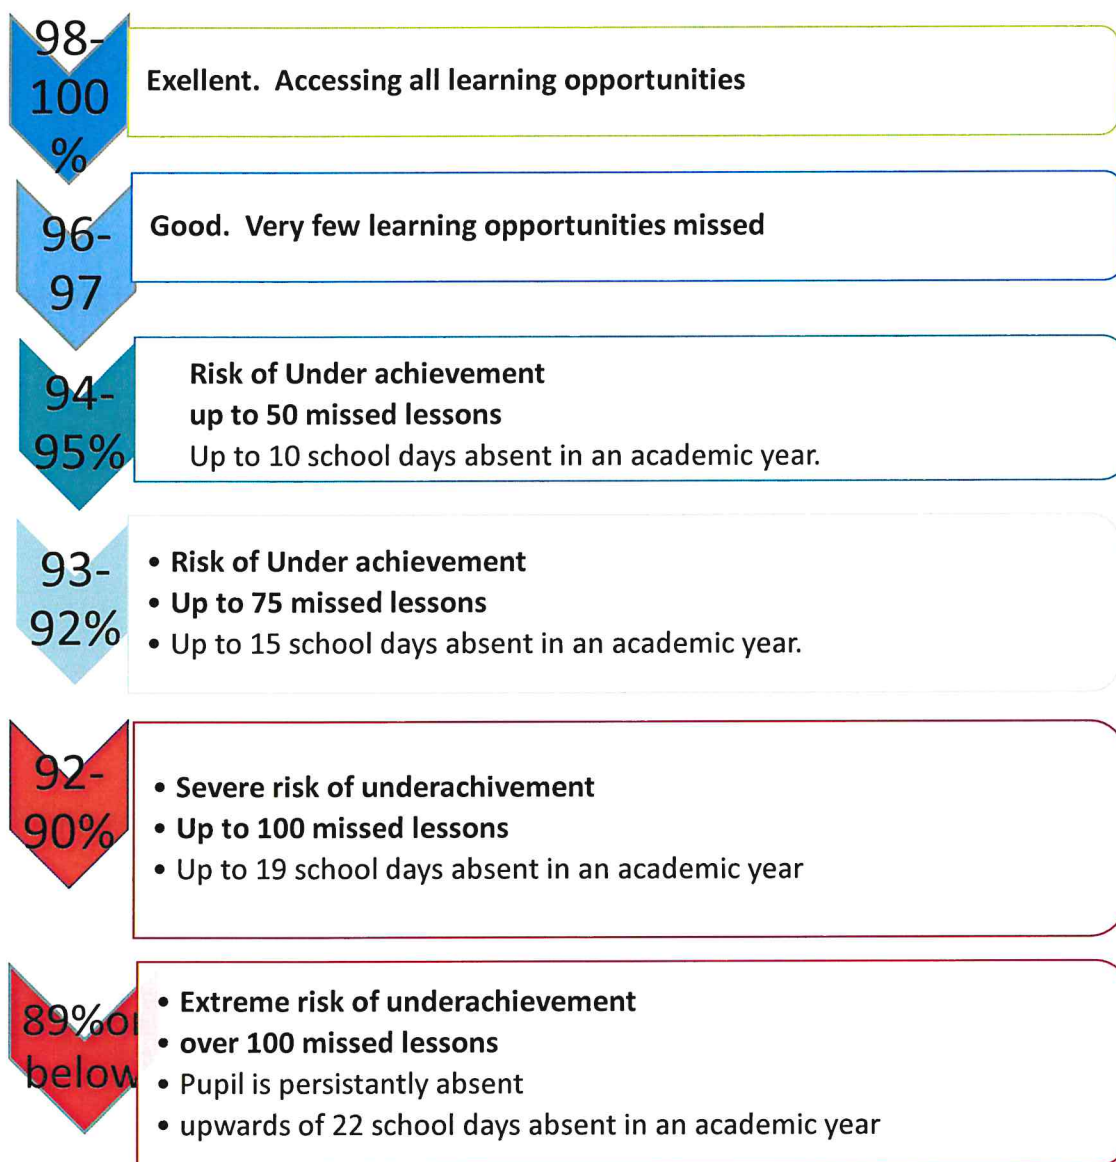 98-
100
%
Exellent.  Accessing all learning opportunities
96-
97
Good.  Very few learning opportunities missed
94-
95%
Risk of Under achievement
up to 50 missed lessons
Up to 10 school days absent in an academic year.
93-
92%
• Risk of Under achievement
• Up to 75 missed lessons
• Up to 15 school days absent in an academic year.
92-
90%
• Severe risk of underachivement
• Up to 100 missed lessons
• Up to 19 school days absent in an academic year
89%or
below
• Extreme risk of underachievement
• over 100 missed lessons
• Pupil is persistantly absent
• upwards of 22 school days absent in an academic year